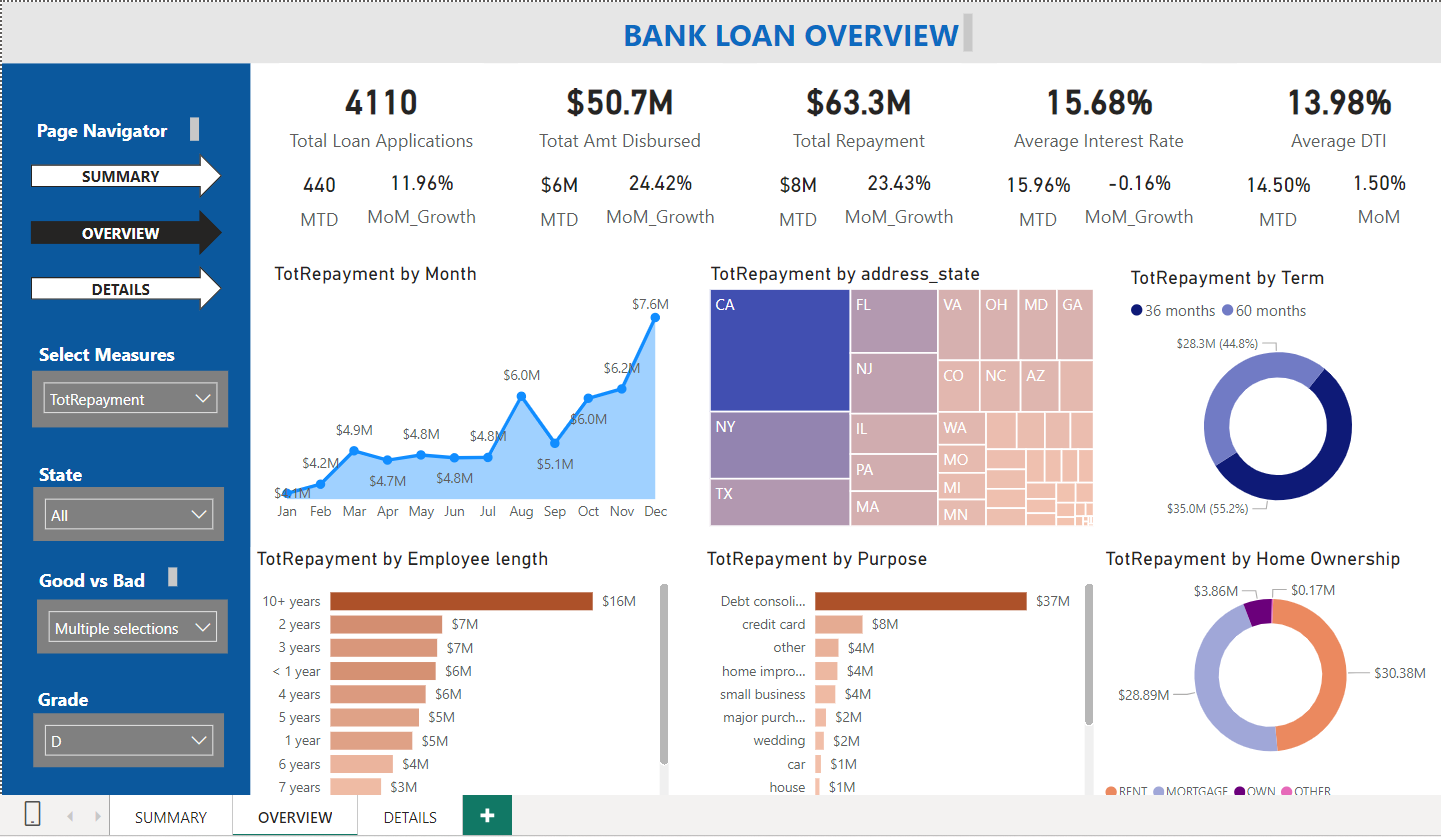 BANK LOAN OVERVIEW
Page Navigator
SUMMARY
OVERVIEW
DETAILS
Select Measures
TotRepayment
State
All
Good vs Bad
Multiple selections
Grade
D
4110
Total Loan Applications
440
MTD
11.96%
MoM_Growth
$50.7M
Totat Amt Disbursed
$6M
MTD
24.42%
MoM_Growth
$63.3M
Total Repayment
$8M
MTD
23.43%
MoM_Growth
15.68%
Average Interest Rate
15.96%
MTD
-0.16%
MoM_Growth
13.98%
Average DTI
14.50%
MTD
1.50%
MoM
TotRepayment by Month
$4.1M
$4.2M
$4.9M
$4.7M
$4.8M
$4.8M
$4.8M
$6.0M
$5.1M
$6.0M
$6.2M
$7.6M
Jan Feb Mar Apr May Jun Jul Aug Sep Oct Nov Dec
TotRepayment by address_state
CA
NY
TX
FL
NJ
IL
PA
MA
VA OH MD GA
CO NC AZ
WA
MO
MI
MN
TotRepayment by Term
36 months 60 months
$28.3M (44.8%)
$35.0M (55.2%)
TotRepayment by Employee length
10+ years $16M
2 years $7M
3 years $7M
< 1 year $6M
4 years $6M
5 years $5M
1 year $5M
6 years $4M
7 years $3M
TotRepayment by Purpose
Debt consoli... $37M
credit card $8M
other $4M
home impro... $4M
small business $4M
major purch... $2M
wedding $2M
car $1M
house $1M
TotRepayment by Home Ownership
$3.86M $0.17M
$30.38M
$28.89M
RENT MORTGAGE OWN OTHER
SUMMARY OVERVIEW DETAILS +